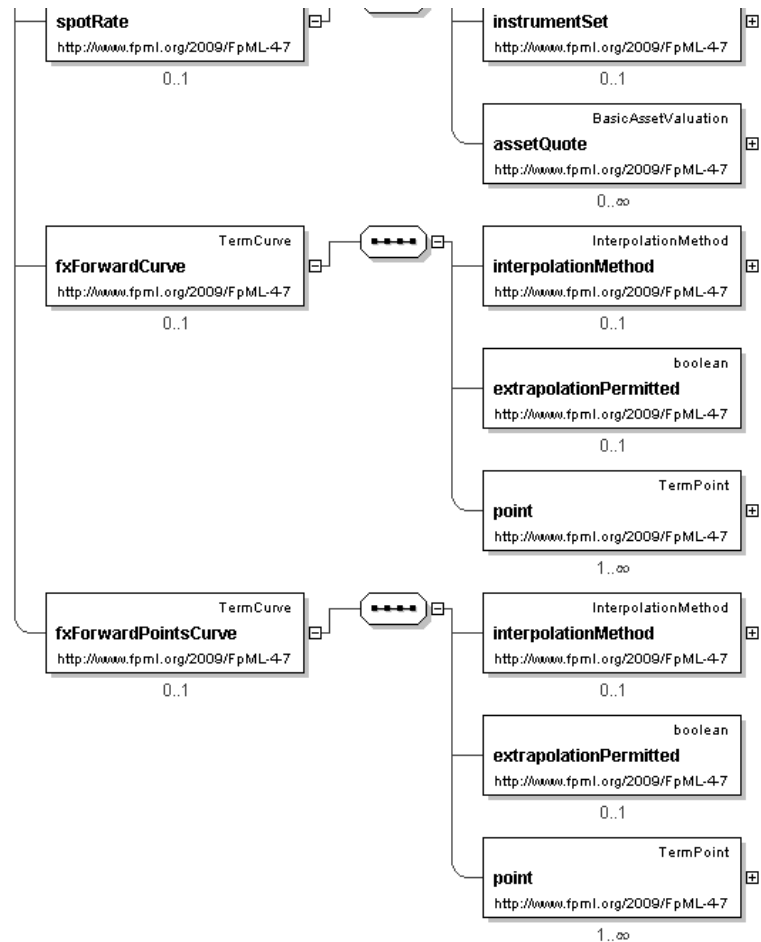 spotRate
http://www.fpml.org/2009/FpML-4-7
0..1
instrumentSet
http://www.fpml.org/2009/FpML-4-7
0..1
BasicAssetValuation
assetQuote
http://www.fpml.org/2009/FpML-4-7
0..∞
TermCurve
fxForwardCurve
http://www.fpml.org/2009/FpML-4-7
0..1
InterpolationMethod
interpolationMethod
http://www.fpml.org/2009/FpML-4-7
0..1
boolean
extrapolationPermitted
http://www.fpml.org/2009/FpML-4-7
0..1
TermPoint
point
http://www.fpml.org/2009/FpML-4-7
1..∞
TermCurve
fxForwardPointsCurve
http://www.fpml.org/2009/FpML-4-7
0..1
InterpolationMethod
interpolationMethod
http://www.fpml.org/2009/FpML-4-7
0..1
boolean
extrapolationPermitted
http://www.fpml.org/2009/FpML-4-7
0..1
TermPoint
point
http://www.fpml.org/2009/FpML-4-7
1..∞